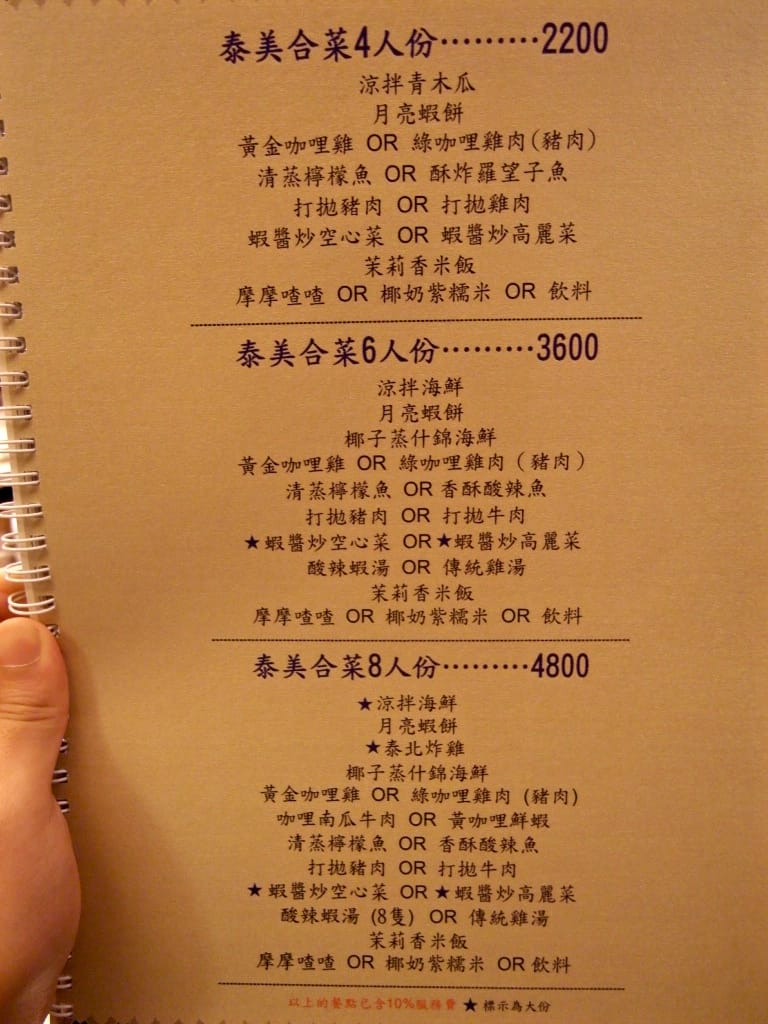 泰美合菜4人份·········2200
涼拌青木瓜
月亮蝦餅
黃金咖哩雞 OR 綠咖哩雞肉(豬肉)
清蒸檸檬魚 OR 酥炸羅望子魚
打拋豬肉 OR 打拋雞肉
蝦醬炒空心菜 OR 蝦醬炒高麗菜
茉莉香米飯
摩摩喳喳 OR 椰奶紫糯米 OR 飲料
泰美合菜6人份·········3600
涼拌海鮮
月亮蝦餅
椰子蒸什錦海鮮
黃金咖哩雞 OR 綠咖哩雞肉 (豬肉)
清蒸檸檬魚 OR 香酥酸辣魚
打拋豬肉 OR 打拋牛肉
★蝦醬炒空心菜 OR★蝦醬炒高麗菜
酸辣蝦湯 OR 傳統雞湯
茉莉香米飯
摩摩喳喳 OR 椰奶紫糯米 OR 飲料
泰美合菜8人份·········4800
★涼拌海鮮
月亮蝦餅
★泰北炸雞
椰子蒸什錦海鮮
黃金咖哩雞 OR 綠咖哩雞肉 (豬肉)
咖哩南瓜牛肉 OR 黃咖哩鮮蝦
清蒸檸檬魚 OR 香酥酸辣魚
打拋豬肉 OR 打拋牛肉
★蝦醬炒空心菜 OR ★蝦醬炒高麗菜
酸辣蝦湯 (8隻) OR 傳統雞湯
茉莉香米飯
摩摩喳喳 OR 椰奶紫糯米 OR 飲料
以上的餐點已含10%服務費 ★標示為大份